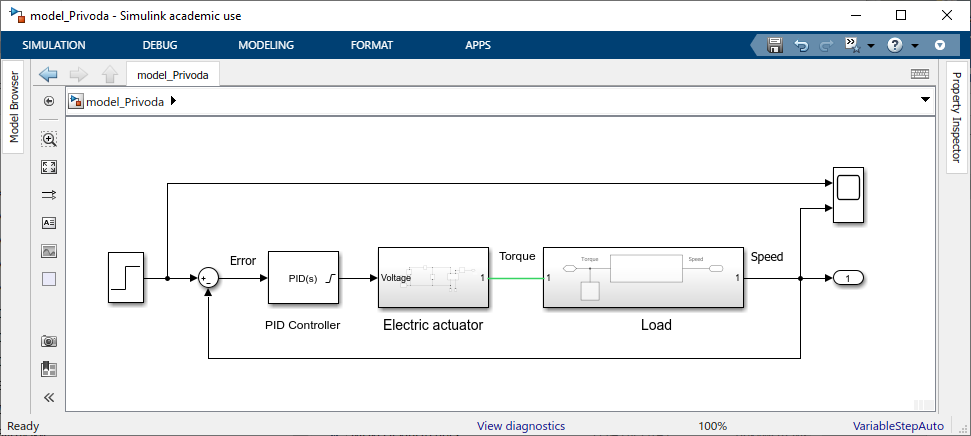 model_Privoda - Simulink academic use
SIMULATION
DEBUG
MODELING
FORMAT
APPS
Model Browser
model_Privoda
model_Privoda
Property Inspector
Error
Torque
Speed
PID(s)
Voltage
1
1
Torque
Speed
1
1
PID Controller
Electric actuator
Load
Ready
View diagnostics
100%
VariableStepAuto